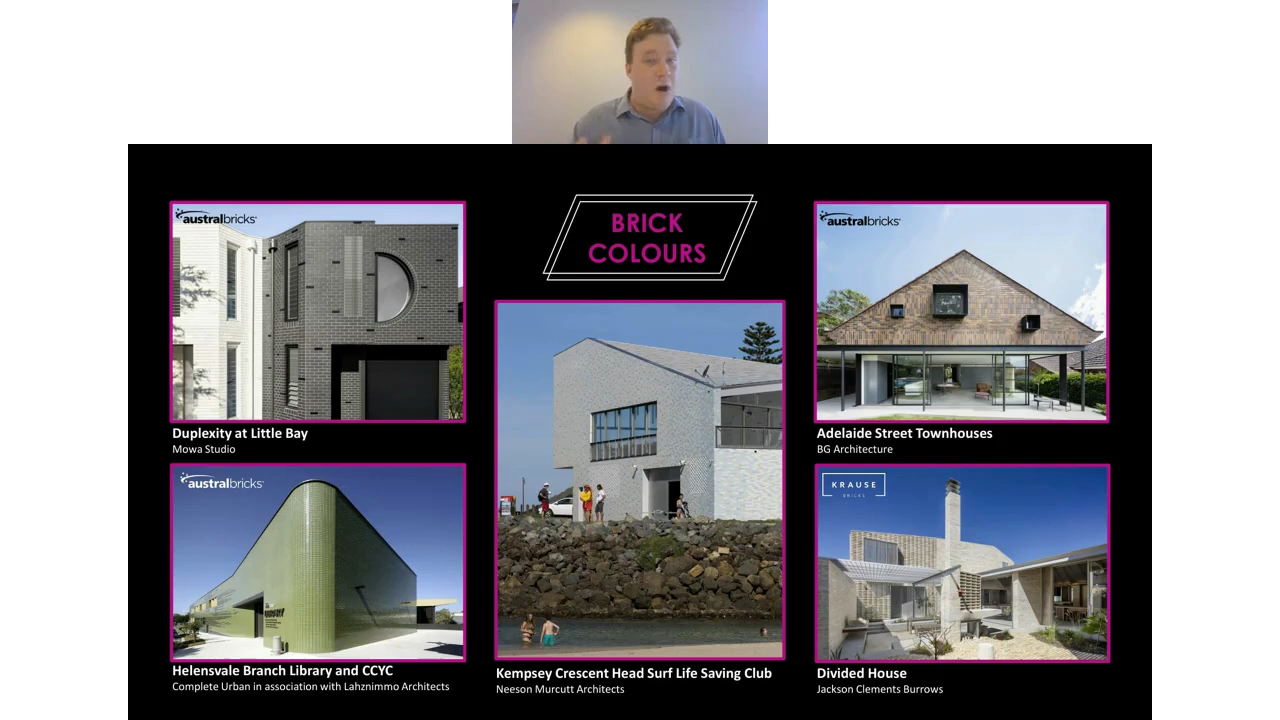 BRICK
COLOURS
australbricks
Duplexity at Little Bay
Mowa Studio
australbricks
Helensvale Branch Library and CCYC
Complete Urban in association with Lahznimmo Architects
Kempsey Crescent Head Surf Life Saving Club
Neeson Murcutt Architects
australbricks
Adelaide Street Townhouses
BG Architecture
KRAUSE
BRICKS
Divided House
Jackson Clements Burrows